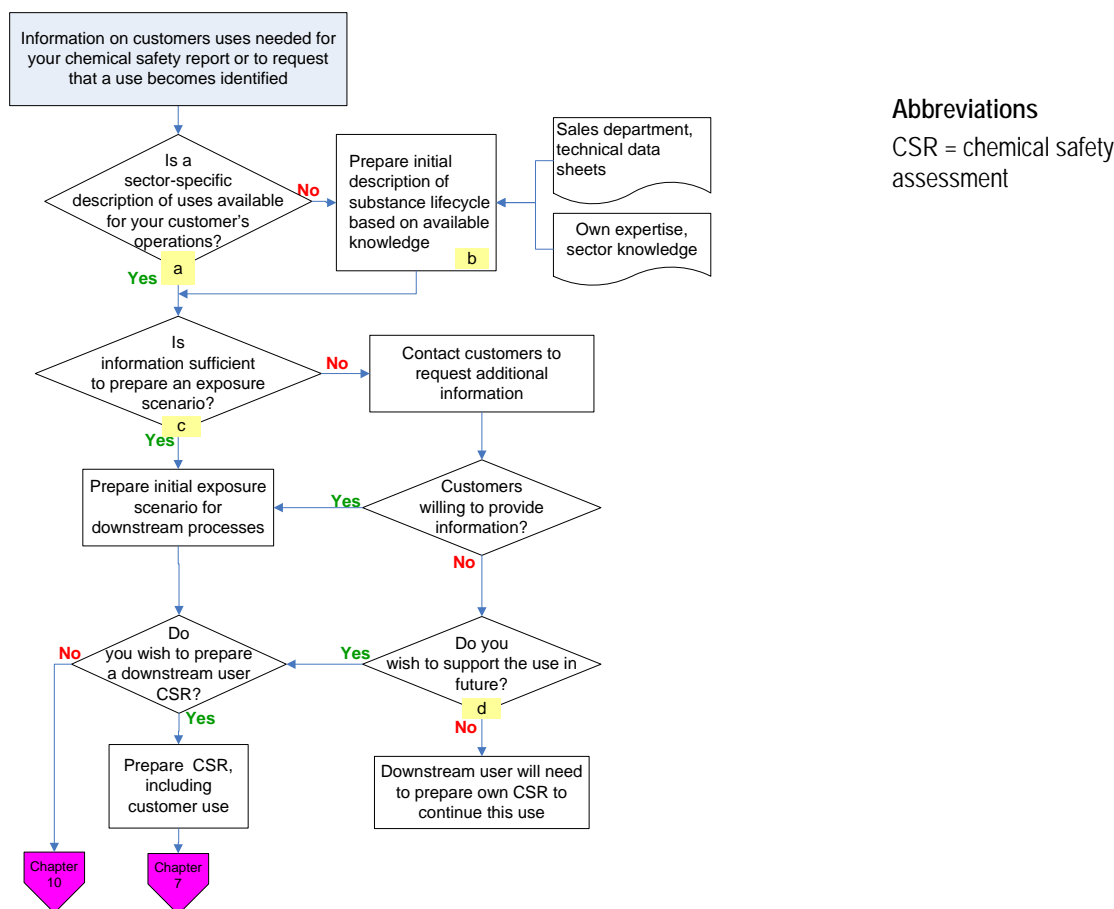 Information on customers uses needed for
your chemical safety report or to request
that a use becomes identified
Abbreviations
CSR = chemical safety
assessment
Is a
sector-specific
description of uses available
for your customer's
operations?
a
No
Yes
Prepare initial
description of
substance lifecycle
based on available
knowledge
b
Sales department,
technical data
sheets
Own expertise,
sector knowledge
Is
information sufficient
to prepare an exposure
scenario?
c
No
Yes
Contact customers to
request additional
information
Prepare initial exposure
scenario for
downstream processes
Yes
Customers
willing to provide
information?
No
Do
you wish to prepare
a downstream user
CSR?
No
Yes
Yes
Do you
wish to support the use in
future?
d
No
Prepare CSR,
including
customer use
Downstream user will need
to prepare own CSR to
continue this use
Chapter
10
Chapter
7